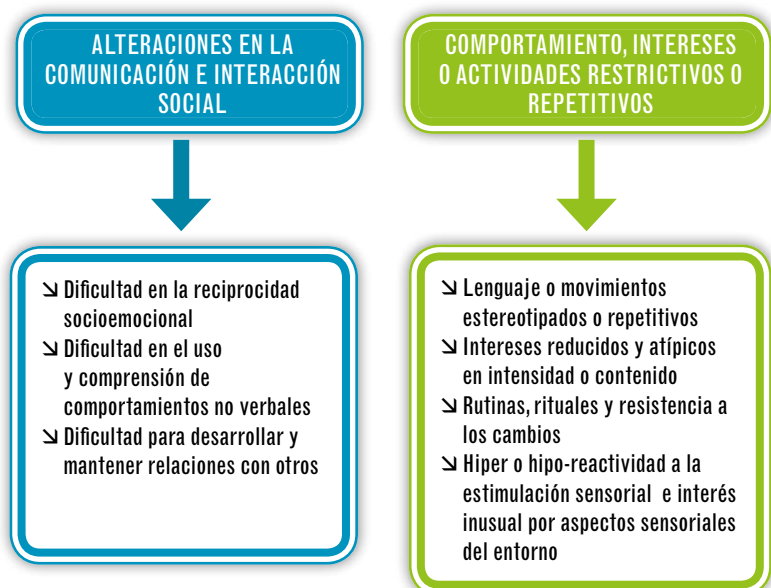 ALTERACIONES EN LA
COMUNICACIÓN E INTERACCIÓN
SOCIAL
↘ Dificultad en la reciprocidad
socioemocional
↘ Dificultad en el uso
y comprensión de
comportamientos no verbales
↘ Dificultad para desarrollar y
mantener relaciones con otros
COMPORTAMIENTO, INTERESES
O ACTIVIDADES RESTRICTIVOS O
REPETITIVOS
↘ Lenguaje o movimientos
estereotipados o repetitivos
↘ Intereses reducidos y atípicos
en intensidad o contenido
↘ Rutinas, rituales y resistencia a
los cambios
↘ Hiper o hipo-reactividad a la
estimulación sensorial e interés
inusual por aspectos sensoriales
del entorno